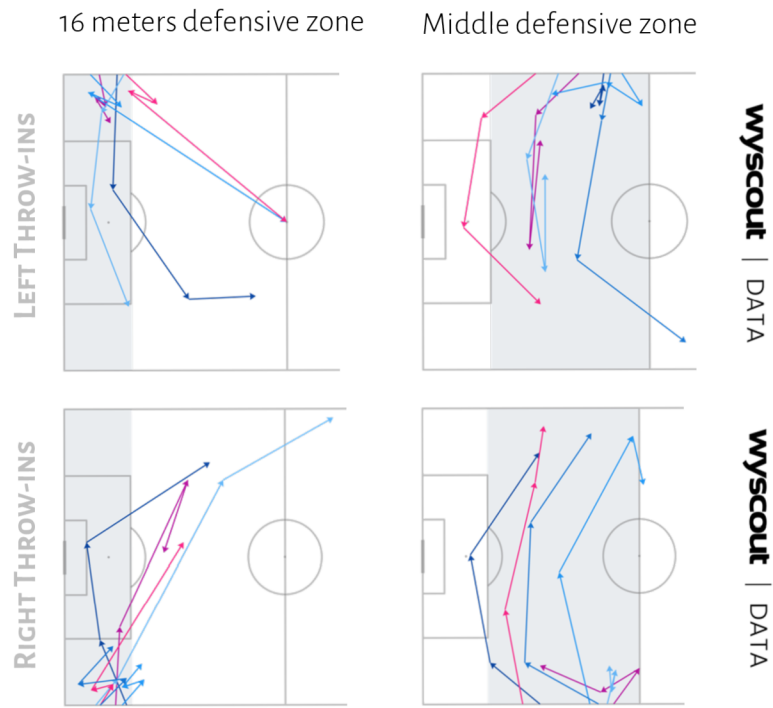 16 meters defensive zone
Middle defensive zone
LEFT THROW-INS
wyscout | DATA
RIGHT THROW-INS
wyscout | DATA